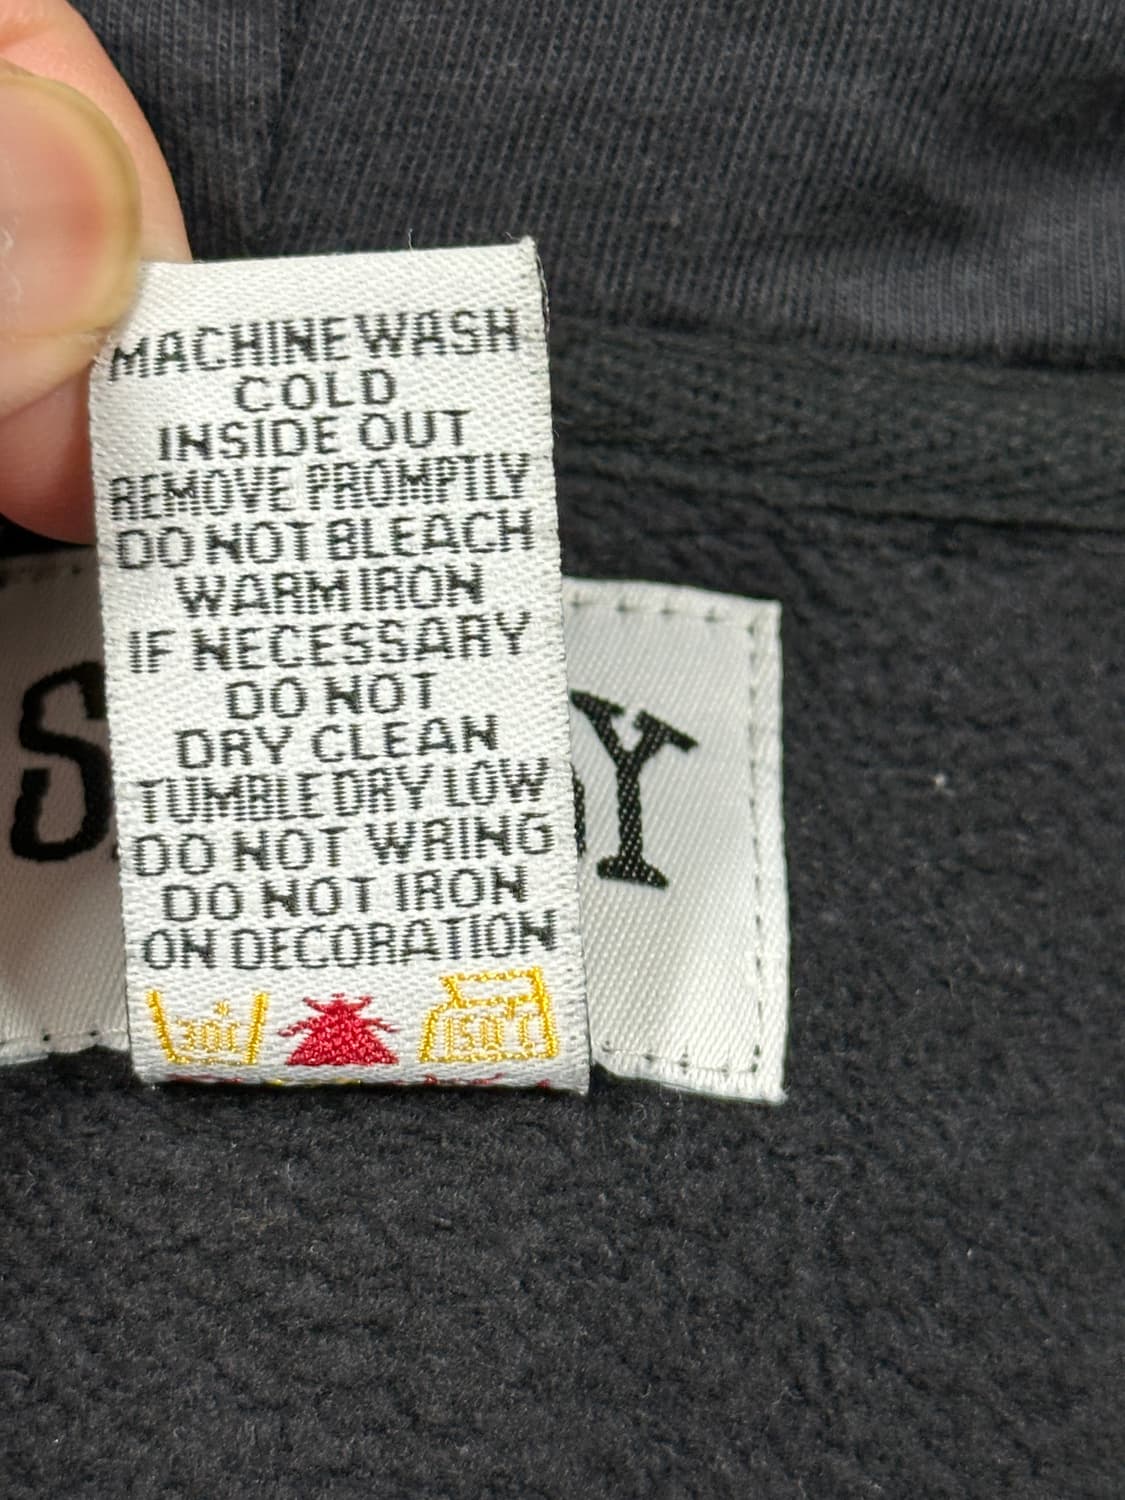 MACHINE WASH
COLD
INSIDE OUT
REMOVE PROMPTLY
DO NOT BLEACH
WARM IRON
IF NECESSARY
DO NOT
DRY CLEAN
TUMBLE DRY LOW
DO NOT WRING
DO NOT IRON
ON DECORATION
30°C 150°C